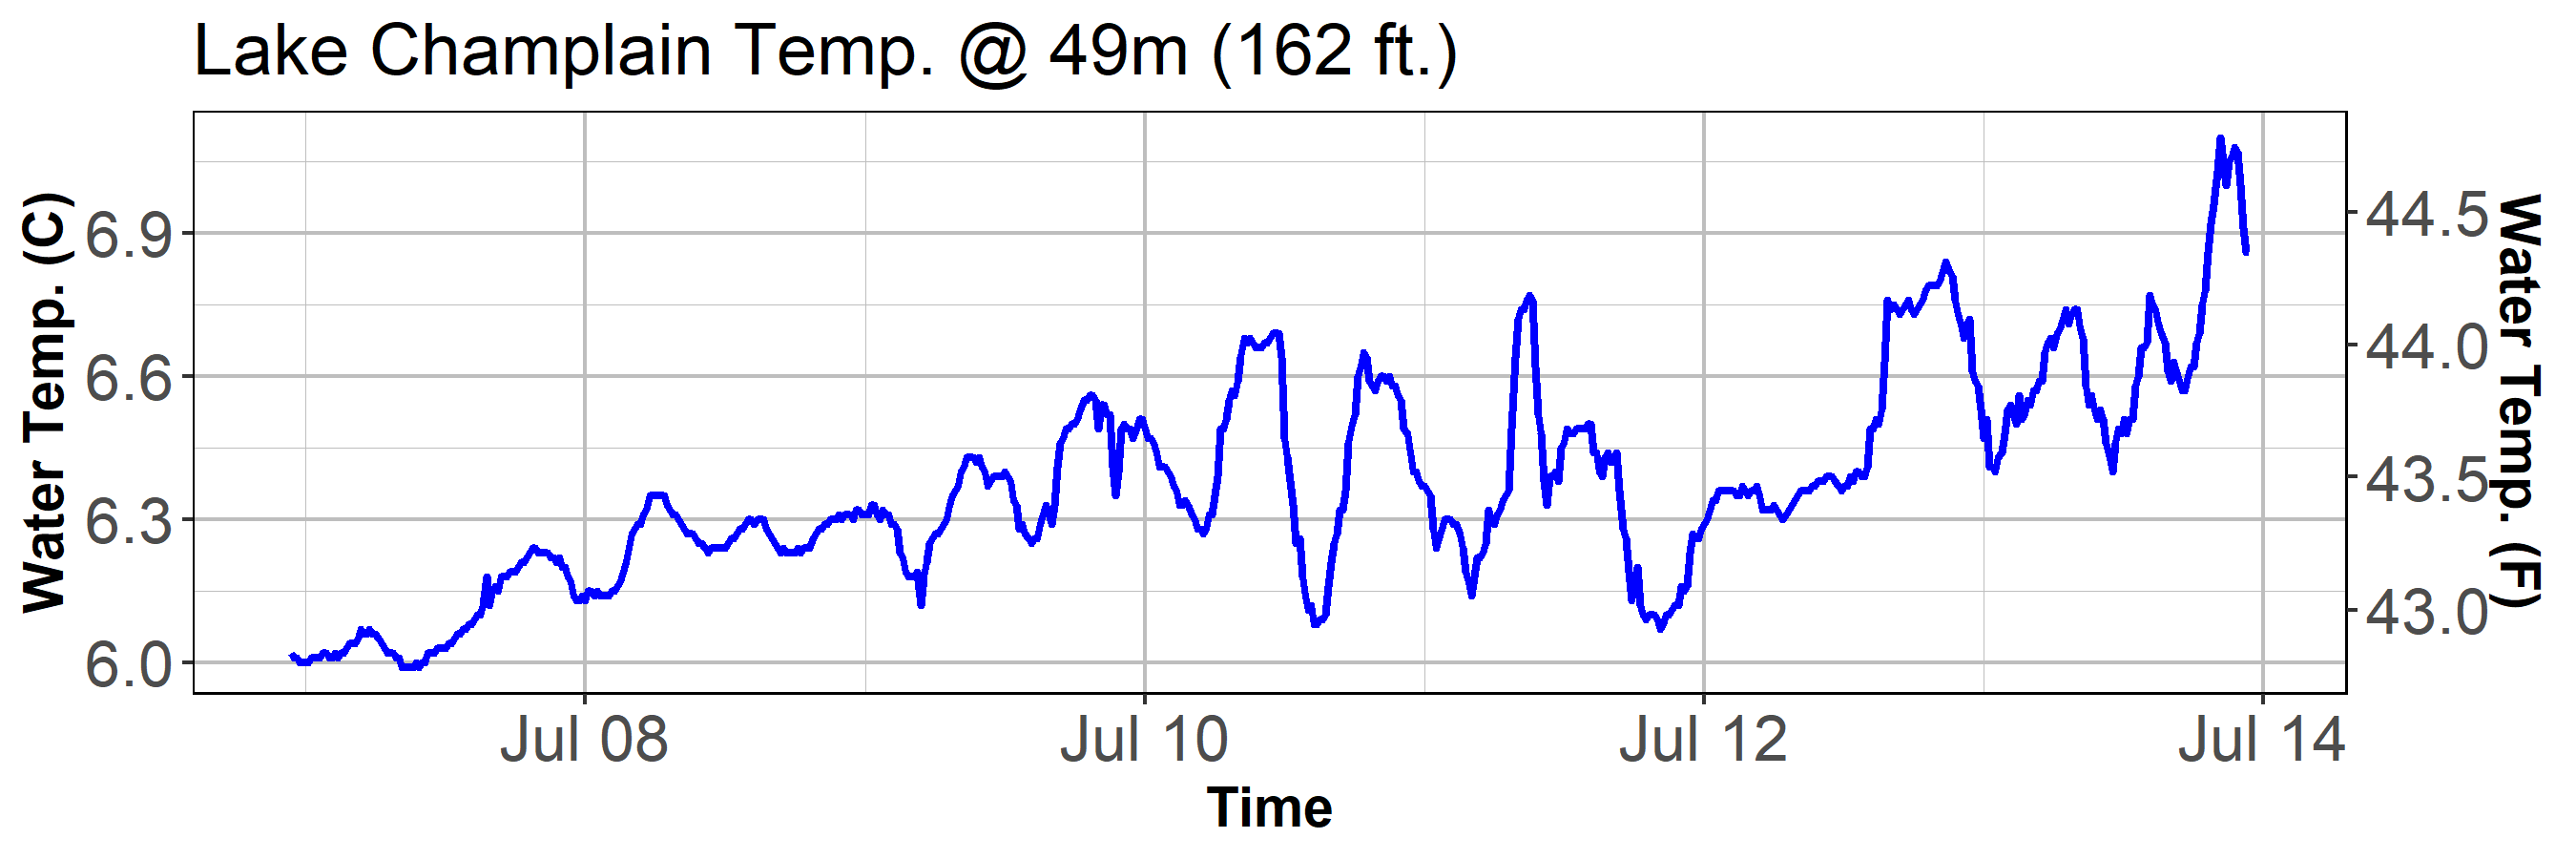 Lake Champlain Temp. @ 49m (162 ft.)
Water Temp. (C)
6.9
6.6
6.3
6.0
44.5
44.0
43.5
43.0
Water Temp. (F)
Jul 08 Jul 10 Jul 12 Jul 14
Time